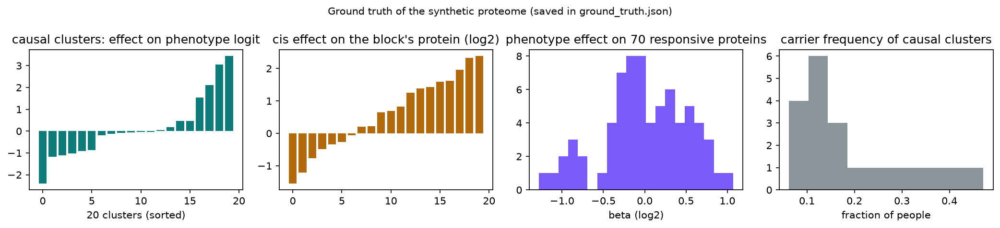 Ground truth of the synthetic proteome (saved in ground_truth.json)
causal clusters: effect on phenotype logit
3
2
1
0
−1
−2
0 5 10 15 20
20 clusters (sorted)
cis effect on the block's protein (log2)
2
1
0
−1
0 5 10 15 20
phenotype effect on 70 responsive proteins
8
6
4
2
0
−1.0 −0.5 0.0 0.5 1.0
beta (log2)
carrier frequency of causal clusters
6
5
4
3
2
1
0
0.1 0.2 0.3 0.4
fraction of people